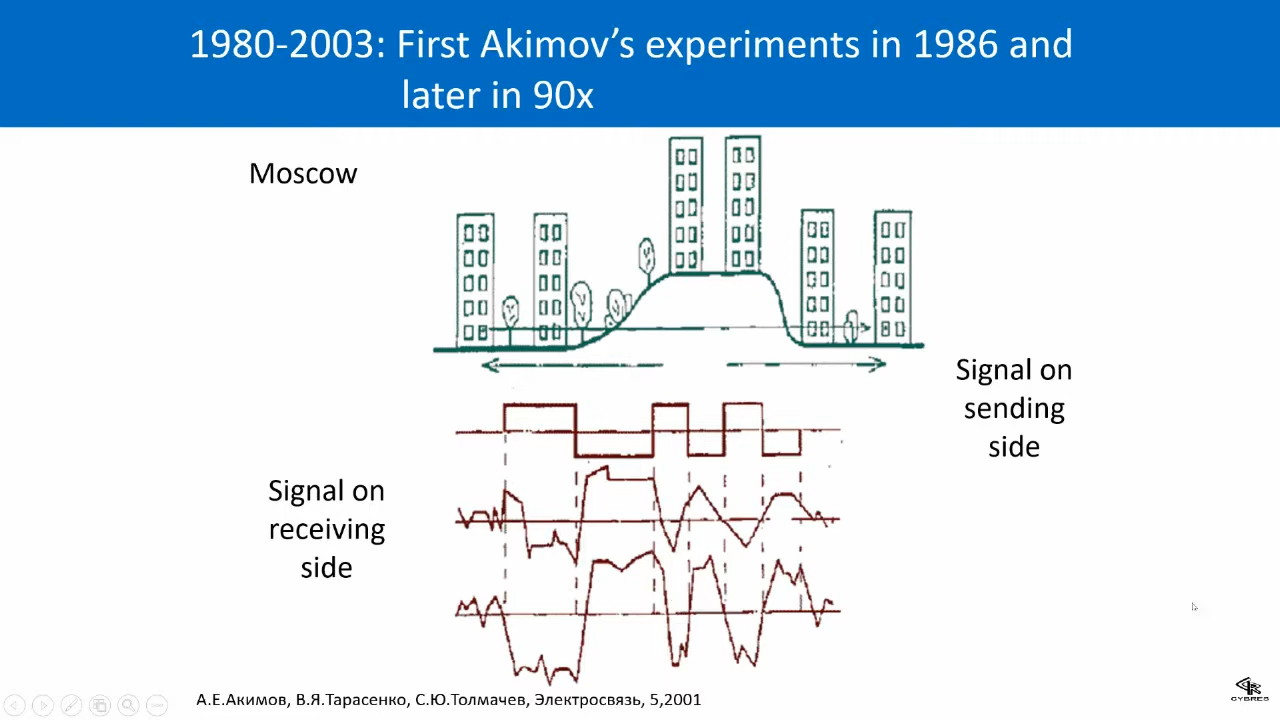 1980-2003: First Akimov's experiments in 1986 and
later in 90x
Moscow
Signal on
sending
side
Signal on
receiving
side
А.Е.Акимов, В.Я.Тарасенко, С.Ю.Толмачев, Электросвязь, 5,2001
CYBRES